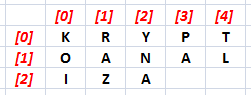 [0] [1] [2] [3] [4]
[0] K R Y P T
[1] O A N A L
[2] I Z A